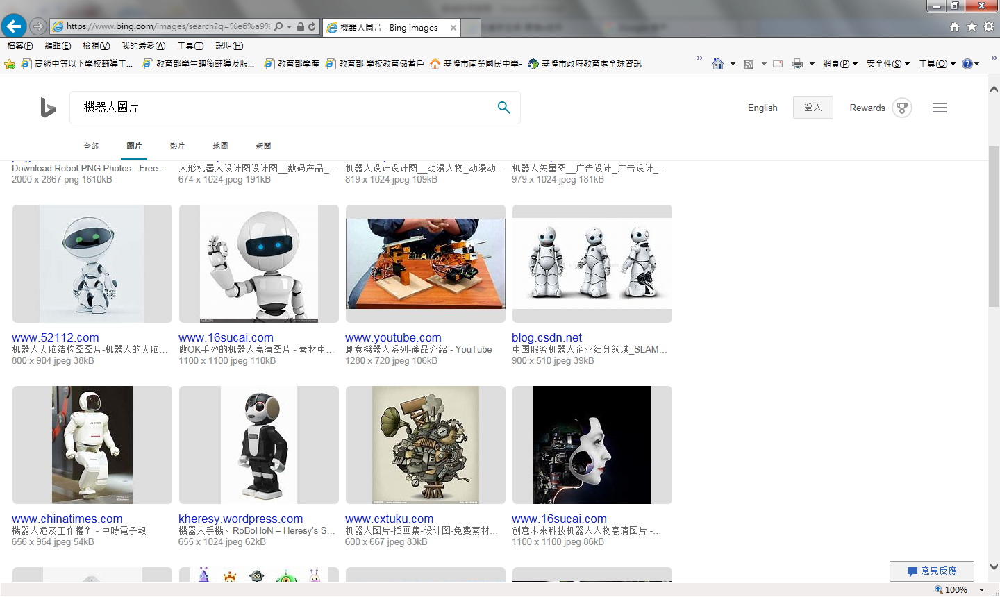 https://www.bing.com/images/search?q=%e6%a9%
機器人圖片 - Bing images
檔案(F) 編輯(E) 檢視(V) 我的最愛(A) 工具(T) 說明(H)
高級中等以下學校輔導工... 教育部學生轉銜輔導及服... 教育部學產 教育部 學校教育儲蓄戶 基隆市南榮國民中學- 基隆市政府教育處全球資訊
網頁(P) 安全性(S) 工具(O)
機器人圖片
English 登入 Rewards
全部 圖片 影片 地圖 新聞
Download Robot PNG Photos - Free...
2000 x 2867 png 1610kB
人形机器人设计图设计图__数码产品_...
674 x 1024 jpeg 191kB
机器人设计设计图__动漫人物_动漫动...
819 x 1024 jpeg 109kB
机器人矢量图__广告设计_广告设计_...
979 x 1024 jpeg 181kB
www.52112.com
机器人大脑结构图图片-机器人的大脑...
800 x 904 jpeg 38kB
www.16sucai.com
做OK手势的机器人高清图片 - 素材中...
1100 x 1100 jpeg 110kB
www.youtube.com
創意機器人系列-產品介紹 - YouTube
1280 x 720 jpeg 106kB
blog.csdn.net
中国服务机器人企业细分领域_SLAM...
900 x 510 jpeg 39kB
www.chinatimes.com
機器人危及工作權? - 中時電子報
656 x 964 jpeg 54kB
kheresy.wordpress.com
機器人手機、RoBoHoN – Heresy's S...
655 x 1024 jpeg 62kB
www.cxtuku.com
机器人图片-插画集-设计图-免费素材...
600 x 667 jpeg 83kB
www.16sucai.com
创意未来科技机器人人物高清图片 -...
1100 x 1100 jpeg 86kB
意見反應
100%